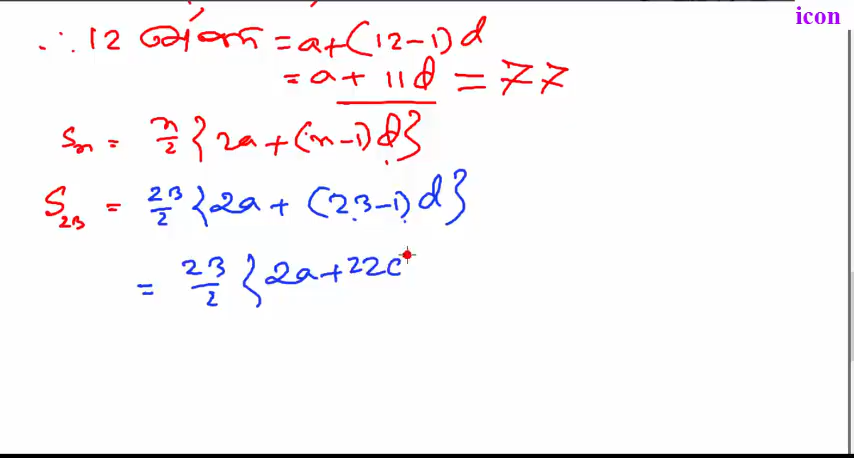 icon
∴ 12 তম পদ = a+(12-1)d
= a + 11d = 77
Sn = n/2 {2a+(n-1)d}
S23 = 23/2 {2a+ (23-1)d}
= 23/2 {2a+22c